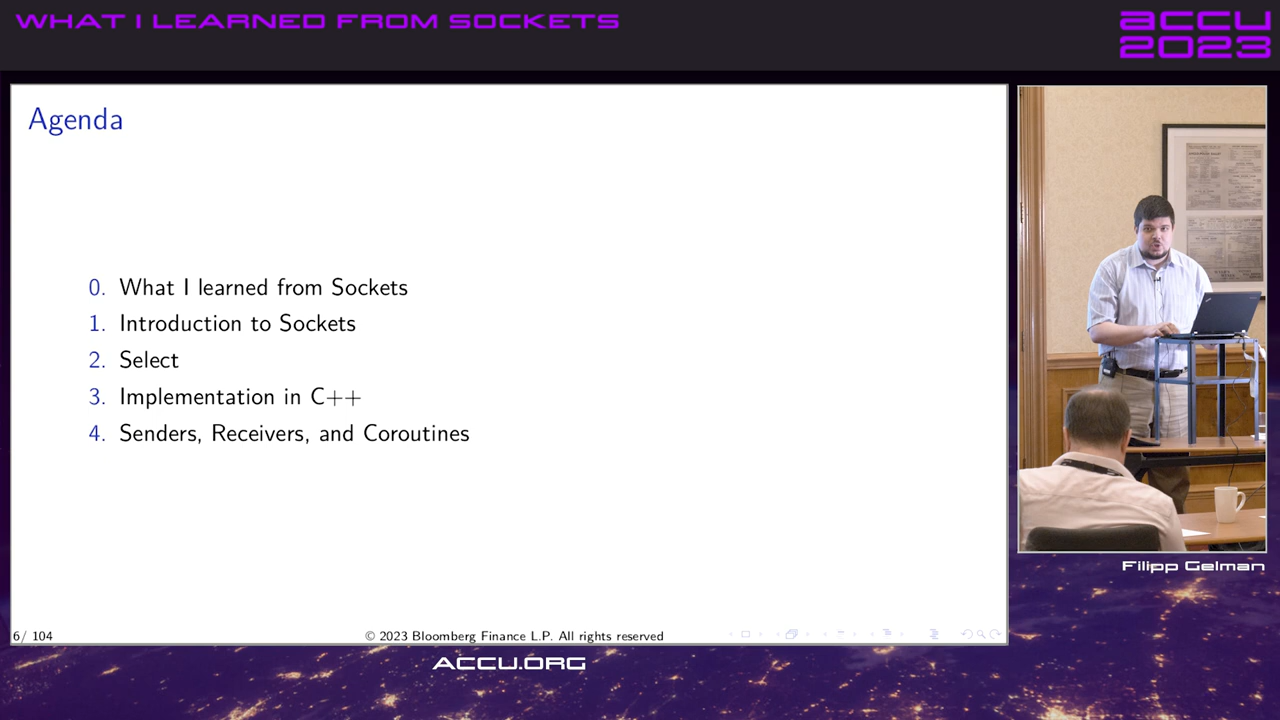 WHAT I LEARNED FROM SOCKETS
ACCU
2023
Agenda
0. What I learned from Sockets
1. Introduction to Sockets
2. Select
3. Implementation in C++
4. Senders, Receivers, and Coroutines
6/ 104
© 2023 Bloomberg Finance L.P. All rights reserved
Filipp Gelman
ACCU.ORG